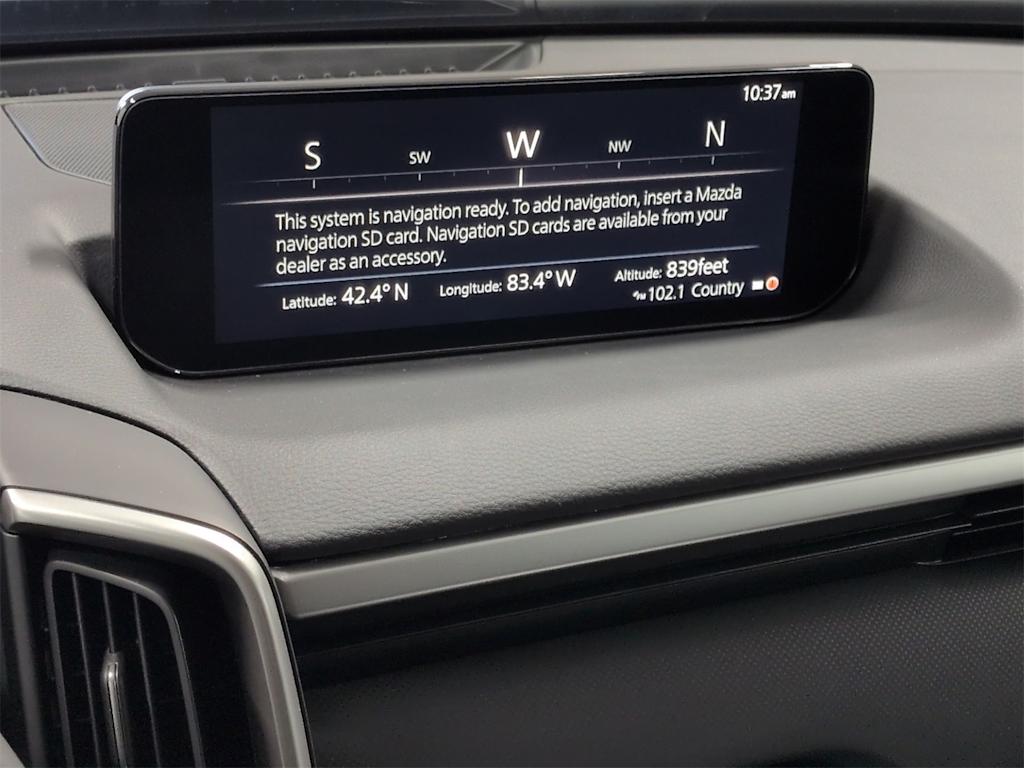 10:37am
S SW W NW N
This system is navigation ready. To add navigation, insert a Mazda
navigation SD card. Navigation SD cards are available from your
dealer as an accessory.
Latitude: 42.4° N Longitude: 83.4° W Altitude: 839feet
102.1 Country